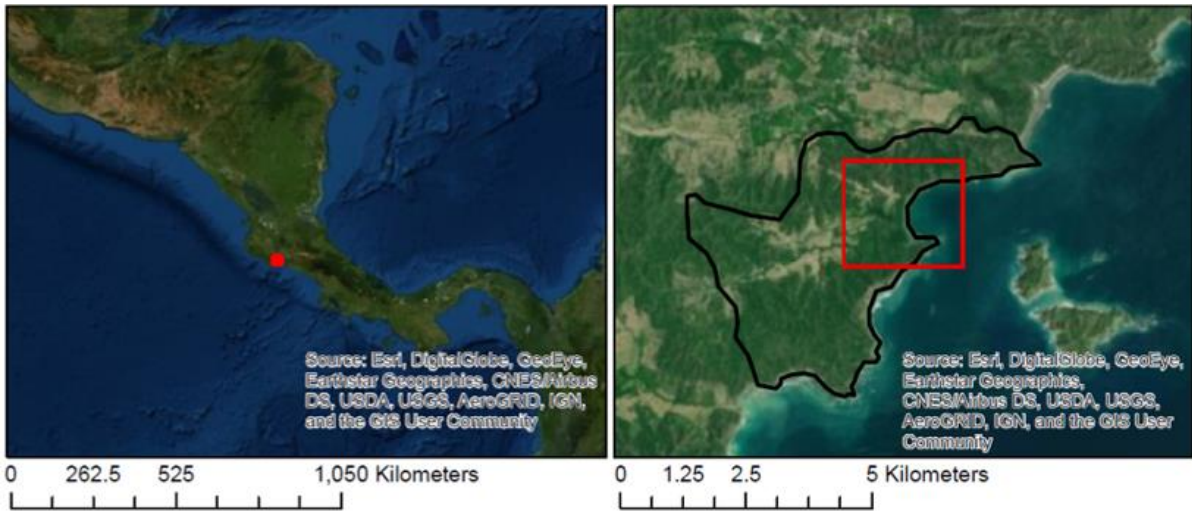 Source: Esri, DigitalGlobe, GeoEye,
Earthstar Geographics, CNES/Airbus
DS, USDA, USGS, AeroGRID, IGN,
and the GIS User Community
0 262.5 525 1,050 Kilometers
Source: Esri, DigitalGlobe, GeoEye,
Earthstar Geographics,
CNES/Airbus DS, USDA, USGS,
AeroGRID, IGN, and the GIS User
Community
0 1.25 2.5 5 Kilometers